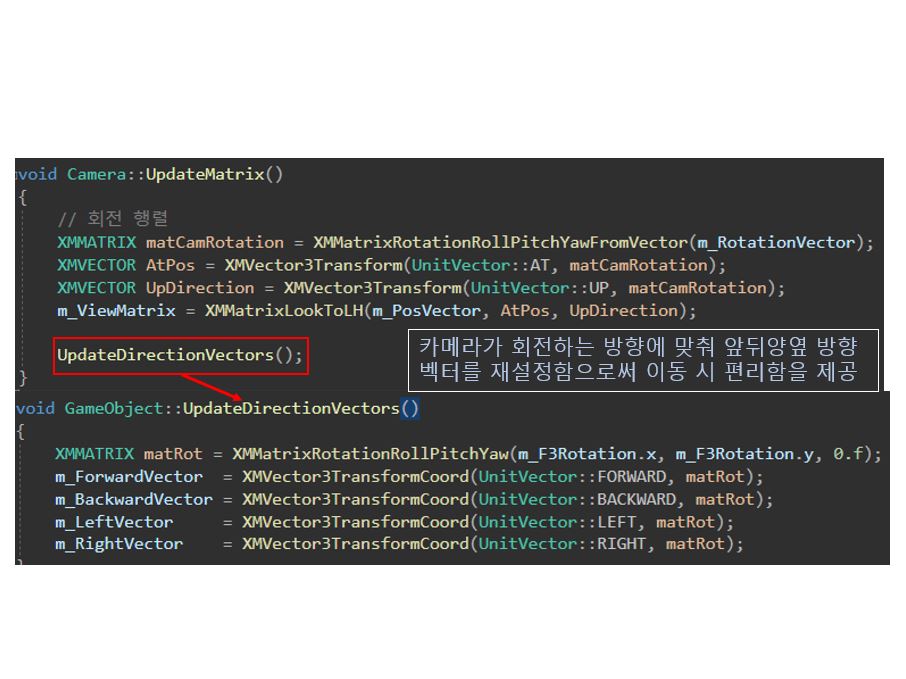 void Camera::UpdateMatrix()
{
// 회전 행렬
XMMATRIX matCamRotation = XMMatrixRotationRollPitchYawFromVector(m_RotationVector);
XMVECTOR AtPos = XMVector3Transform(UnitVector::AT, matCamRotation);
XMVECTOR UpDirection = XMVector3Transform(UnitVector::UP, matCamRotation);
m_ViewMatrix = XMMatrixLookToLH(m_PosVector, AtPos, UpDirection);
UpdateDirectionVectors();
카메라가 회전하는 방향에 맞춰 앞뒤양옆 방향
벡터를 재설정함으로써 이동 시 편리함을 제공
}
void GameObject::UpdateDirectionVectors()
{
XMMATRIX matRot = XMMatrixRotationRollPitchYaw(m_F3Rotation.x, m_F3Rotation.y, 0.f);
m_ForwardVector = XMVector3TransformCoord(UnitVector::FORWARD, matRot);
m_BackwardVector = XMVector3TransformCoord(UnitVector::BACKWARD, matRot);
m_LeftVector = XMVector3TransformCoord(UnitVector::LEFT, matRot);
m_RightVector = XMVector3TransformCoord(UnitVector::RIGHT, matRot);
}